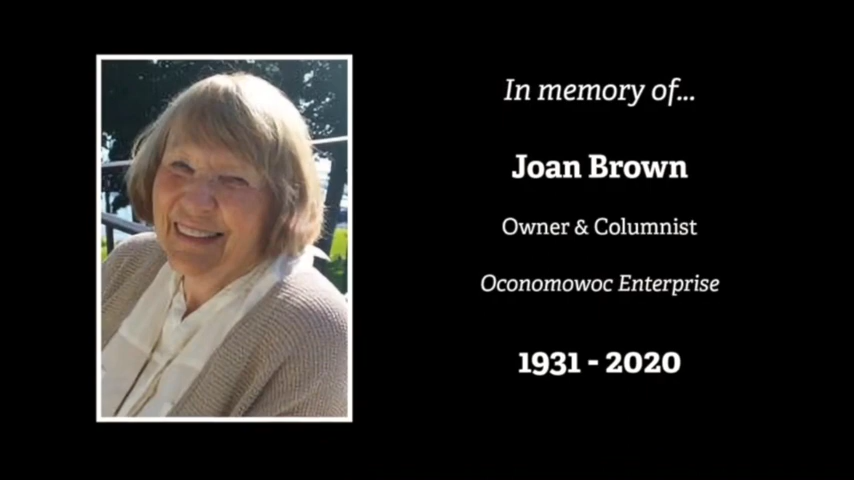 In memory of...
Joan Brown
Owner & Columnist
Oconomowoc Enterprise
1931 - 2020